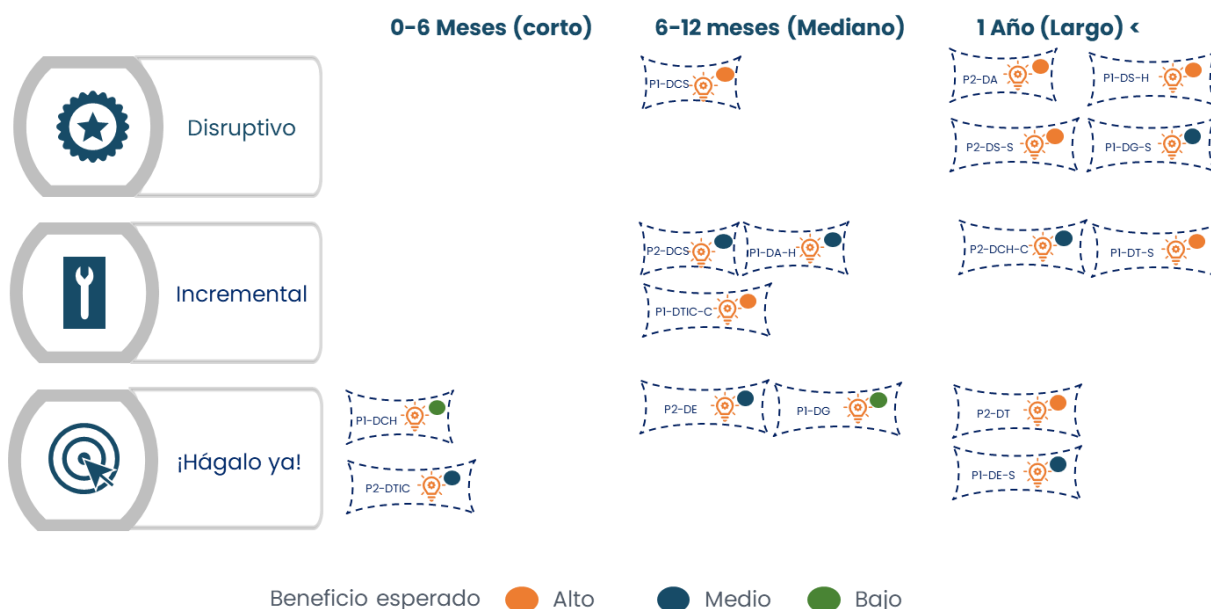 0-6 Meses (corto) 6-12 meses (Mediano) 1 Año (Largo) <
Disruptivo
P1-DCS
P2-DA P1-DS-H
P2-DS-S P1-DG-S
Incremental
P2-DCS P1-DA-H
P1-DTIC-C
P2-DCH-C P1-DT-S
¡Hágalo ya!
P1-DCH
P2-DTIC
P2-DE P1-DG
P2-DT
P1-DE-S
Beneficio esperado Alto Medio Bajo